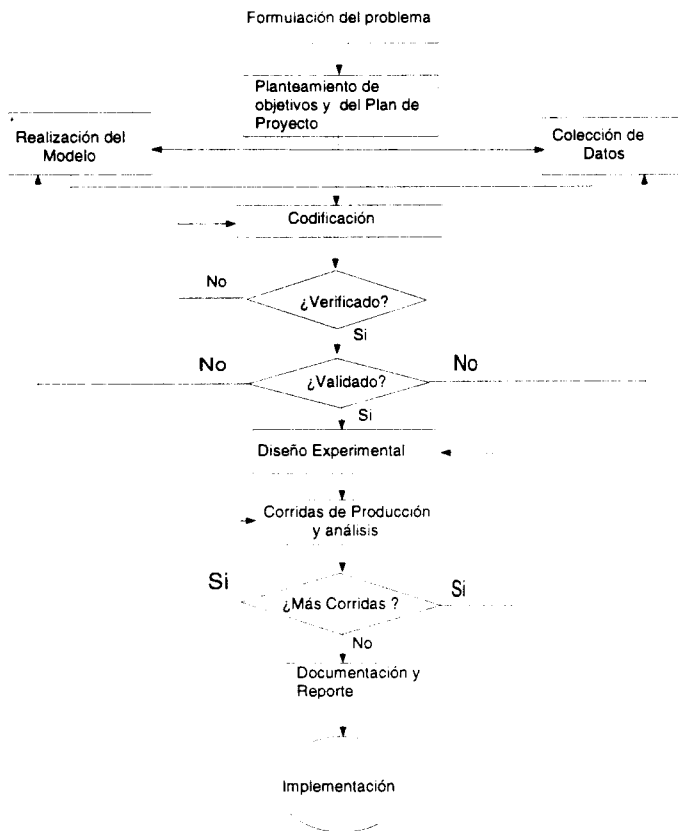 Formulación del problema
Planteamiento de
objetivos y del Plan de
Proyecto
Realización del
Modelo
Colección de
Datos
Codificación
No
¿Verificado?
Si
No
¿Validado?
No
Si
Diseño Experimental
Corridas de Producción
y análisis
Si
¿Más Corridas ?
Si
No
Documentación y
Reporte
Implementación